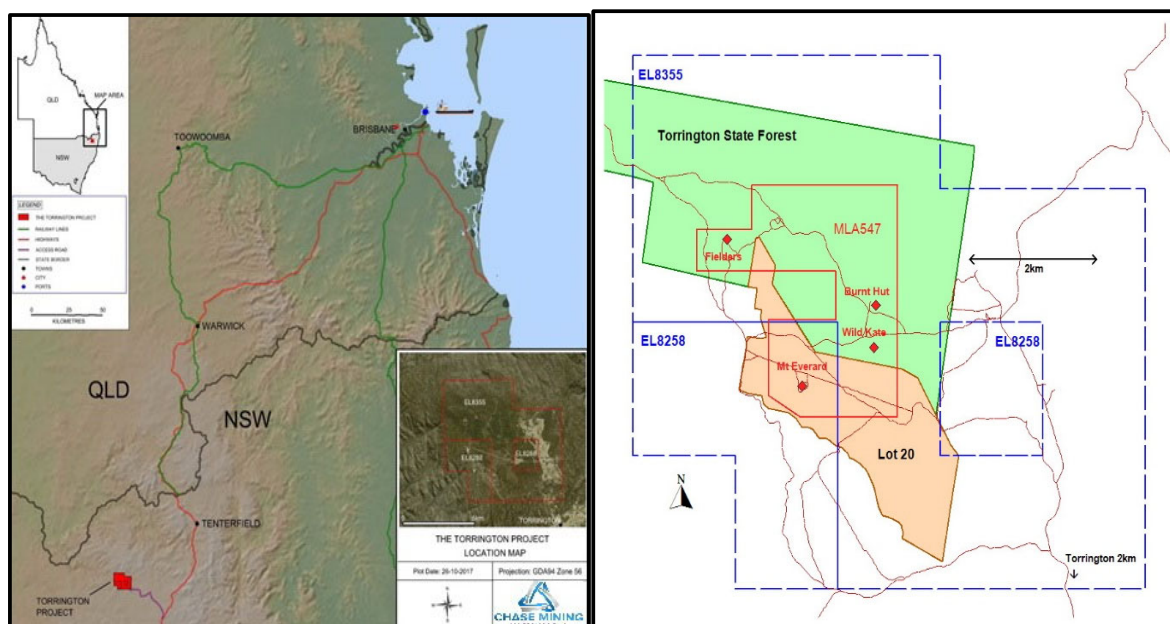 MAP AREA
QLD
NSW
LEGEND
THE TORRINGTON PROJECT
RAILWAY LINES
HIGHWAYS
ACCESS ROAD
STATE BORDER
TOWNS
CITY
PORTS
0 25 50
KILOMETRES
TOOWOOMBA
BRISBANE
WARWICK
QLD
NSW
TENTERFIELD
TORRINGTON
PROJECT
EL8355
TORRINGTON
THE TORRINGTON PROJECT
LOCATION MAP
Plot Date: 26-10-2017
Projection: GDA94 Zone 56
CHASE MINING
EL8355
Torrington State Forest
MLA547
Fielders
2km
Burnt Hut
Wild Kate
EL8258
EL8258
Mt Everard
Lot 20
N
Torrington 2km